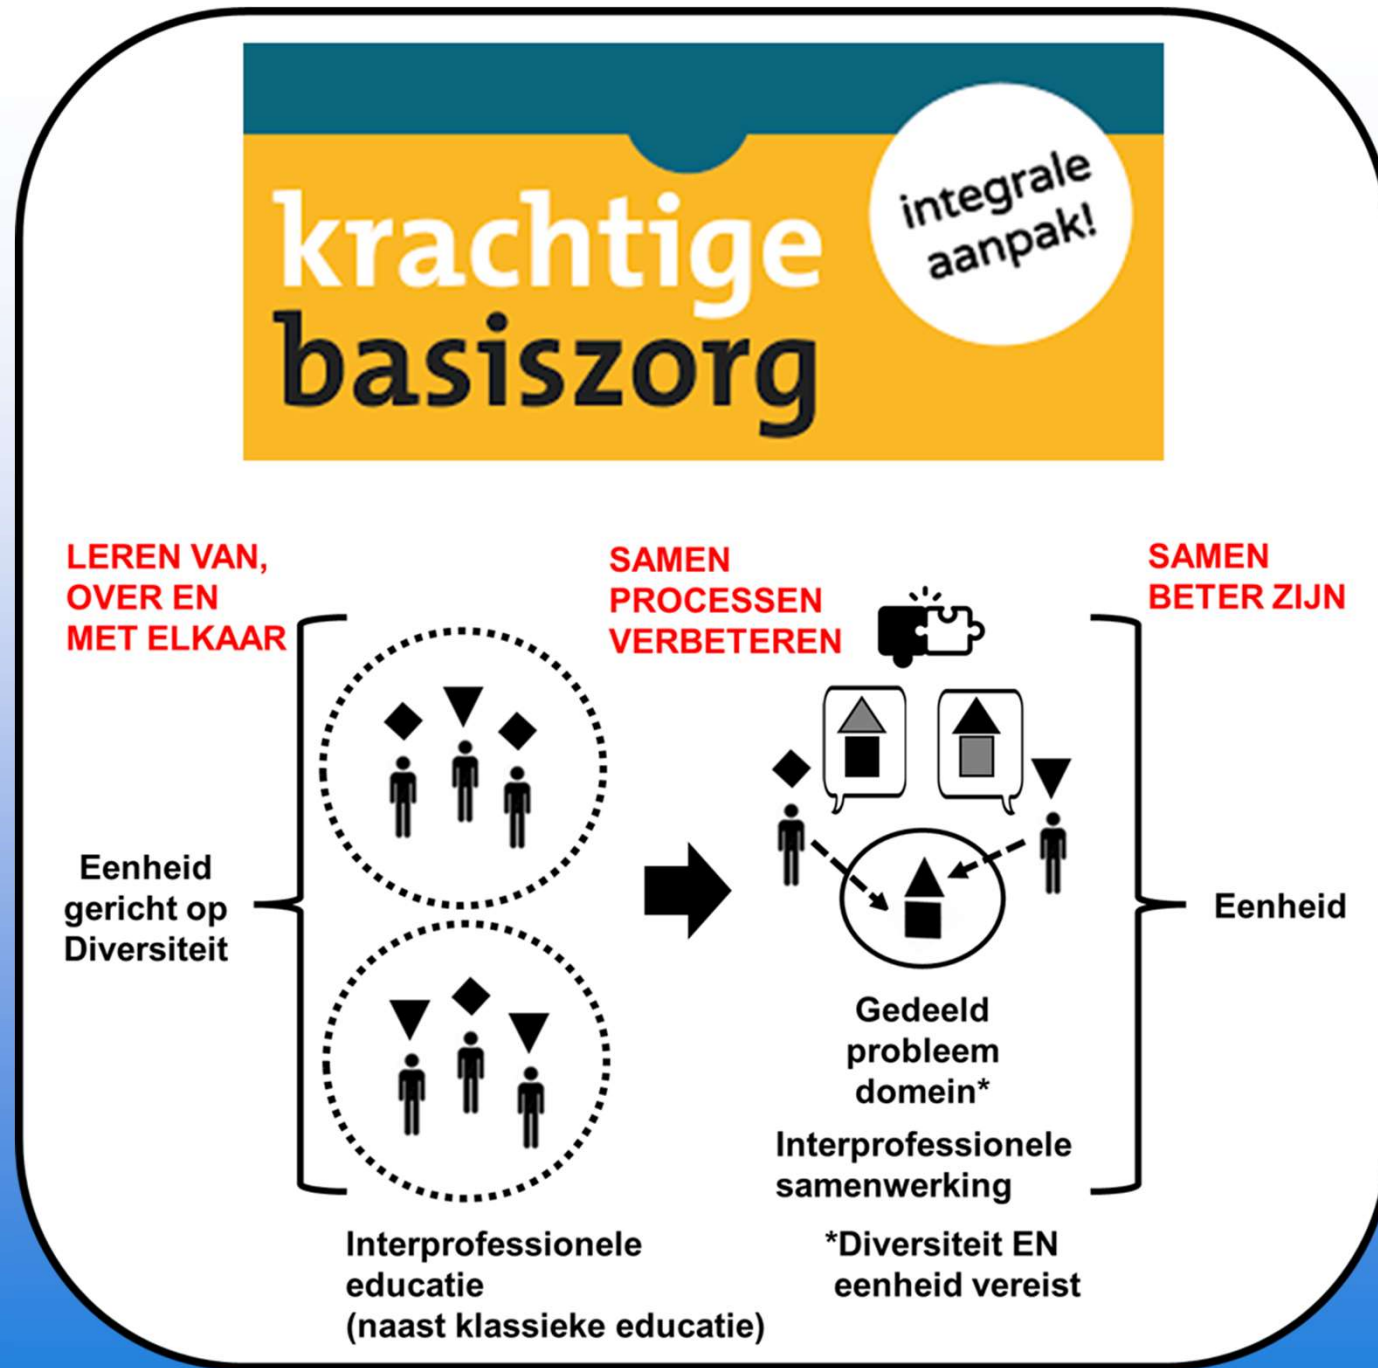 krachtige
basiszorg
integrale
aanpak!
LEREN VAN,
OVER EN
MET ELKAAR
SAMEN
PROCESSEN
VERBETEREN
SAMEN
BETER ZIJN
Eenheid
gericht op
Diversiteit
Eenheid
Gedeeld
probleem
domein*
Interprofessionele
samenwerking
Interprofessionele
educatie
(naast klassieke educatie)
*Diversiteit EN
eenheid vereist